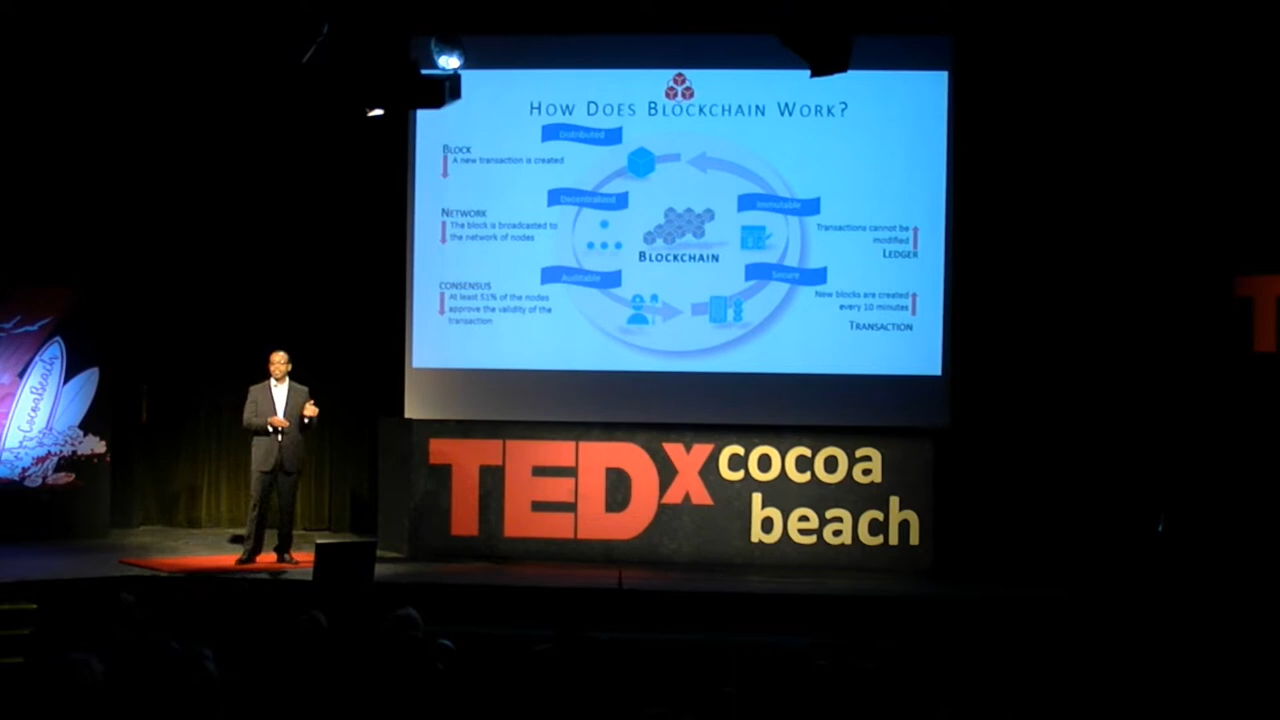 HOW DOES BLOCKCHAIN WORK?
Distributed
BLOCK
A new transaction is created
Decentralized
Immutable
NETWORK
The block is broadcasted to
the network of nodes
Transactions cannot be
modified
LEDGER
BLOCKCHAIN
Auditable
Secure
CONSENSUS
At least 51% of the nodes
approve the validity of the
transaction
New blocks are created
every 10 minutes
TRANSACTION
CocoaBeach
TEDx cocoa
beach
T